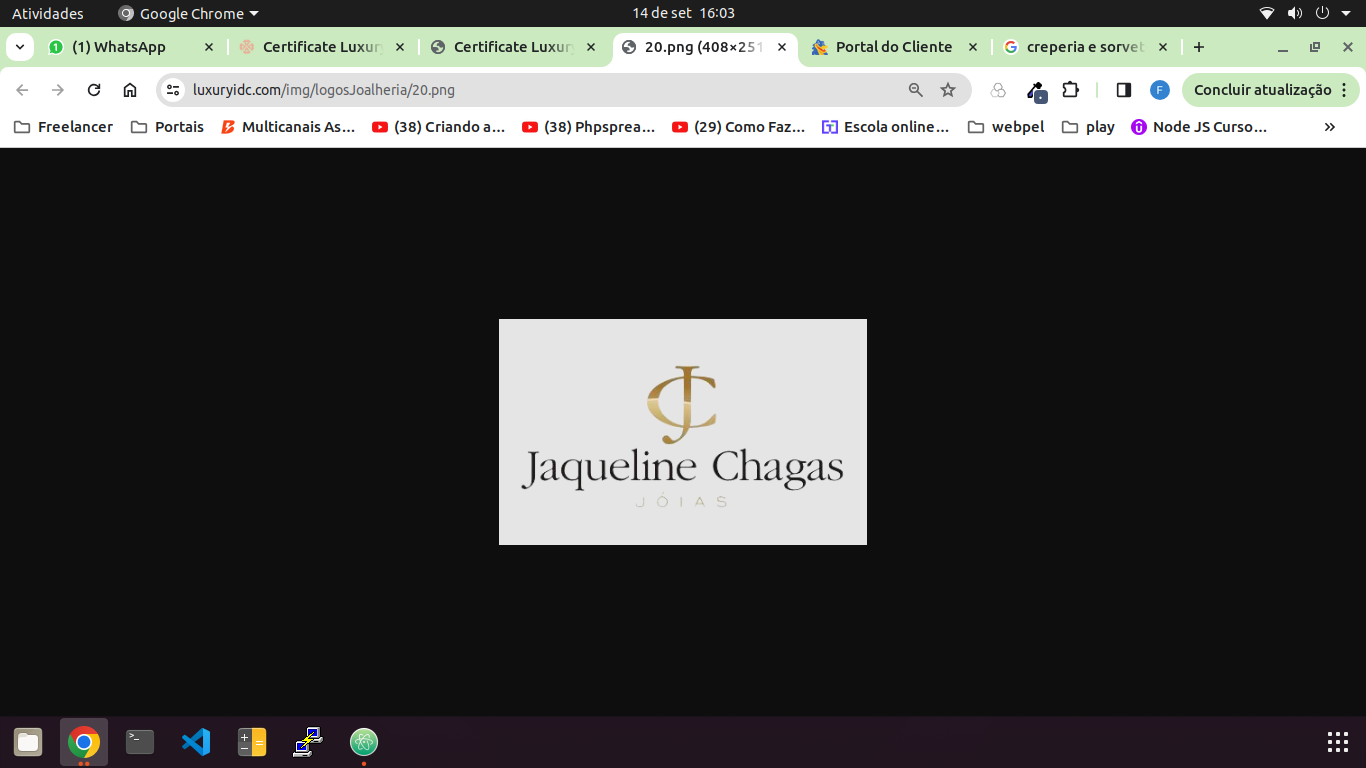 Atividades Google Chrome 14 de set 16:03
(1) WhatsApp Certificate Luxury Certificate Luxury 20.png (408×251 Portal do Cliente creperia e sorvet
luxuryidc.com/img/logosJoalheria/20.png F Concluir atualização
Freelancer Portais Multicanais As… (38) Criando a… (38) Phpsprea… (29) Como Faz… Escola online… webpel play Node JS Curso…
JC
Jaqueline Chagas
JÓIAS